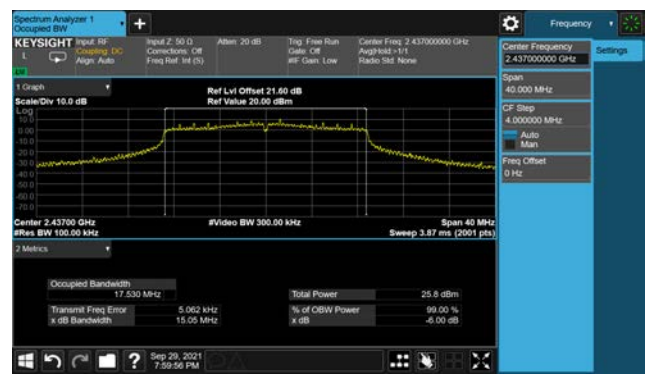 Spectrum Analyzer 1
Occupied BW
Frequency
KEYSIGHT
L
Input: RF
Coupling: DC
Align: Auto
Input Z: 50 Ω
Corrections: Off
Freq Ref: Int (S)
Atten: 20 dB
Trig: Free Run
Gate: Off
#IF Gain: Low
Center Freq: 2.437000000 GHz
Avg|Hold:>1/1
Radio Std: None
Center Frequency
2.437000000 GHz
Settings
Span
40.000 MHz
CF Step
4.000000 MHz
Auto
Man
Freq Offset
0 Hz
1 Graph
Scale/Div 10.0 dB
Ref Lvl Offset 21.60 dB
Ref Value 20.00 dBm
Log
10.0
0.00
-10.0
-20.0
-30.0
-40.0
-50.0
-60.0
-70.0
Center 2.43700 GHz
#Res BW 100.00 kHz
#Video BW 300.00 kHz
Span 40 MHz
Sweep 3.87 ms (2001 pts)
2 Metrics
Occupied Bandwidth
17.530 MHz
Total Power 25.8 dBm
Transmit Freq Error 5.062 kHz
% of OBW Power 99.00 %
x dB Bandwidth 15.05 MHz
x dB -6.00 dB
?
Sep 29, 2021
7:59:56 PM